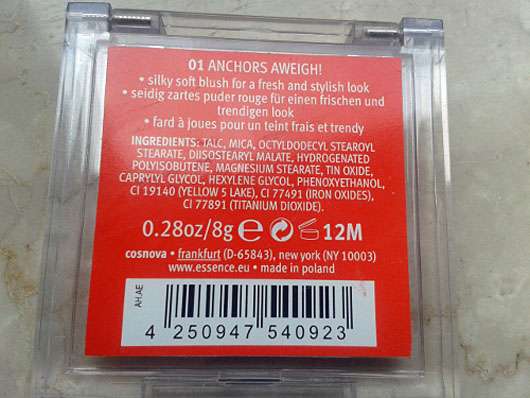 01 ANCHORS AWEIGH!
• silky soft blush for a fresh and stylish look
• seidig zartes puder rouge für einen frischen und
trendigen look
• fard à joues pour un teint frais et trendy
INGREDIENTS: TALC, MICA, OCTYLDODECYL STEAROYL
STEARATE, DIISOSTEARYL MALATE, HYDROGENATED
POLYISOBUTENE, MAGNESIUM STEARATE, TIN OXIDE,
CAPRYLYL GLYCOL, HEXYLENE GLYCOL, PHENOXYETHANOL,
CI 19140 (YELLOW 5 LAKE), CI 77491 (IRON OXIDES),
CI 77891 (TITANIUM DIOXIDE).
0.28oz/8g ℮ 12M
cosnova • frankfurt (D-65843), new york (NY 10003)
www.essence.eu • made in poland
AH.AE
4 250947 540923